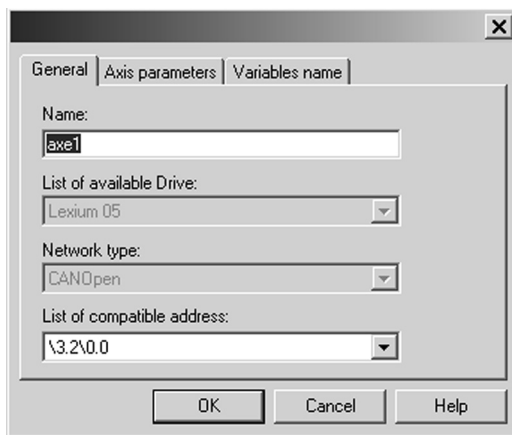 General Axis parameters Variables name
Name:
axe1
List of available Drive:
Lexium 05
Network type:
CANOpen
List of compatible address:
\3.2\0.0
OK Cancel Help